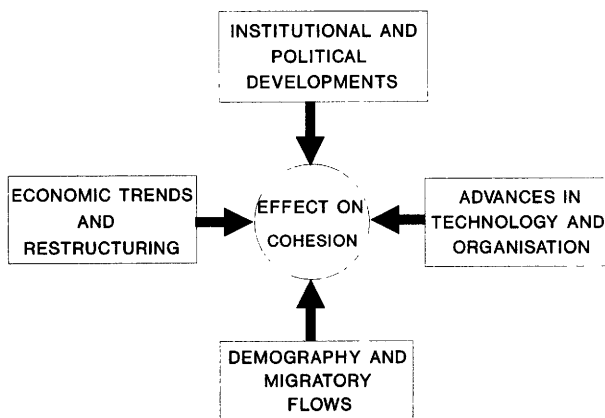 INSTITUTIONAL AND
POLITICAL
DEVELOPMENTS
ECONOMIC TRENDS
AND
RESTRUCTURING
EFFECT ON
COHESION
ADVANCES IN
TECHNOLOGY AND
ORGANISATION
DEMOGRAPHY AND
MIGRATORY
FLOWS